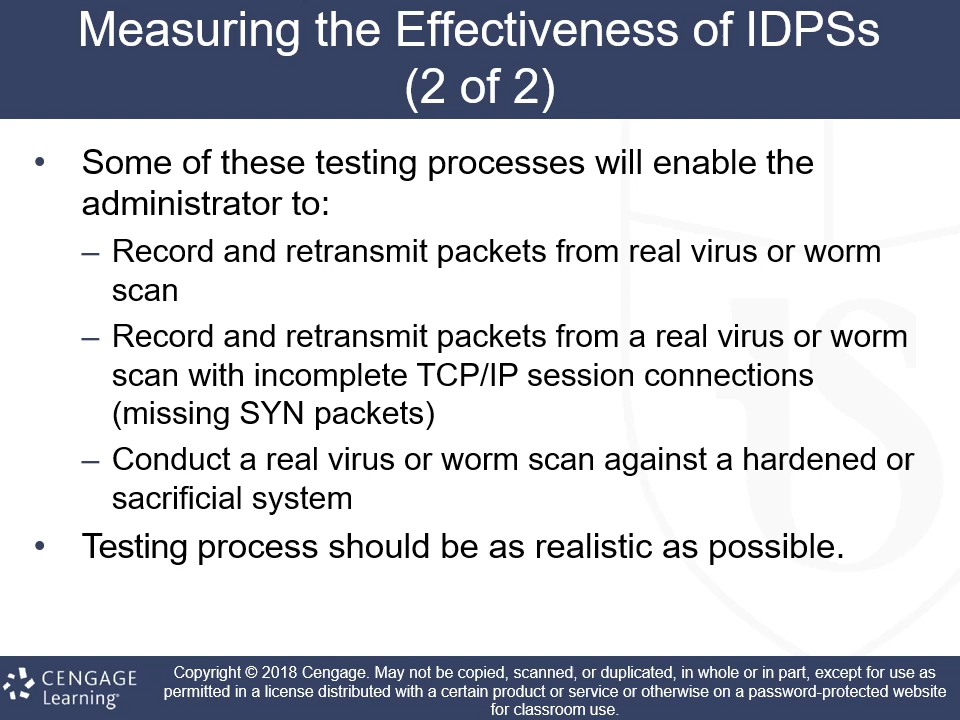 Measuring the Effectiveness of IDPSs
(2 of 2)
• Some of these testing processes will enable the
administrator to:
– Record and retransmit packets from real virus or worm
scan
– Record and retransmit packets from a real virus or worm
scan with incomplete TCP/IP session connections
(missing SYN packets)
– Conduct a real virus or worm scan against a hardened or
sacrificial system
• Testing process should be as realistic as possible.
CENGAGE
Learning®
Copyright © 2018 Cengage. May not be copied, scanned, or duplicated, in whole or in part, except for use as
permitted in a license distributed with a certain product or service or otherwise on a password-protected website
for classroom use.